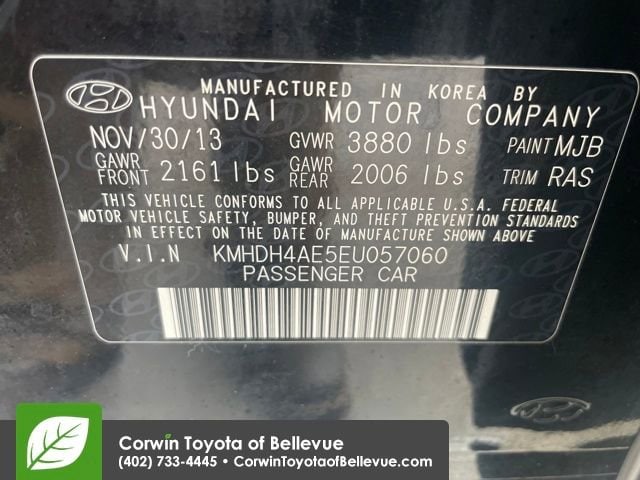 MANUFACTURED IN KOREA BY
HYUNDAI MOTOR COMPANY
NOV/30/13 GVWR 3880 lbs PAINT MJB
GAWR FRONT 2161 lbs GAWR REAR 2006 lbs TRIM RAS
THIS VEHICLE CONFORMS TO ALL APPLICABLE U.S.A. FEDERAL
MOTOR VEHICLE SAFETY, BUMPER, AND THEFT PREVENTION STANDARDS
IN EFFECT ON THE DATE OF MANUFACTURE SHOWN ABOVE
V.I.N KMHDH4AE5EU057060
PASSENGER CAR
Corwin Toyota of Bellevue
(402) 733-4445 • CorwinToyotaofBellevue.com